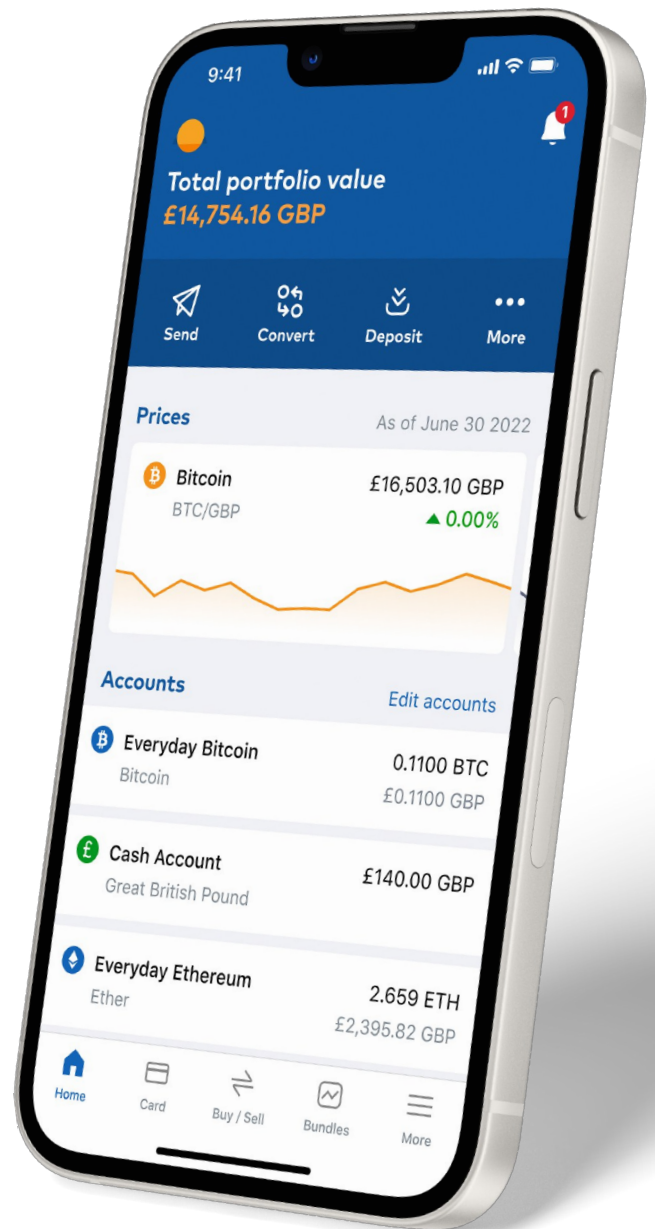 9:41
1
Total portfolio value
£14,754.16 GBP
Send Convert Deposit More
Prices As of June 30 2022
Bitcoin £16,503.10 GBP
BTC/GBP ▲ 0.00%
Accounts Edit accounts
Everyday Bitcoin 0.1100 BTC
Bitcoin £0.1100 GBP
Cash Account £140.00 GBP
Great British Pound
Everyday Ethereum 2.659 ETH
Ether £2,395.82 GBP
Home Card Buy / Sell Bundles More